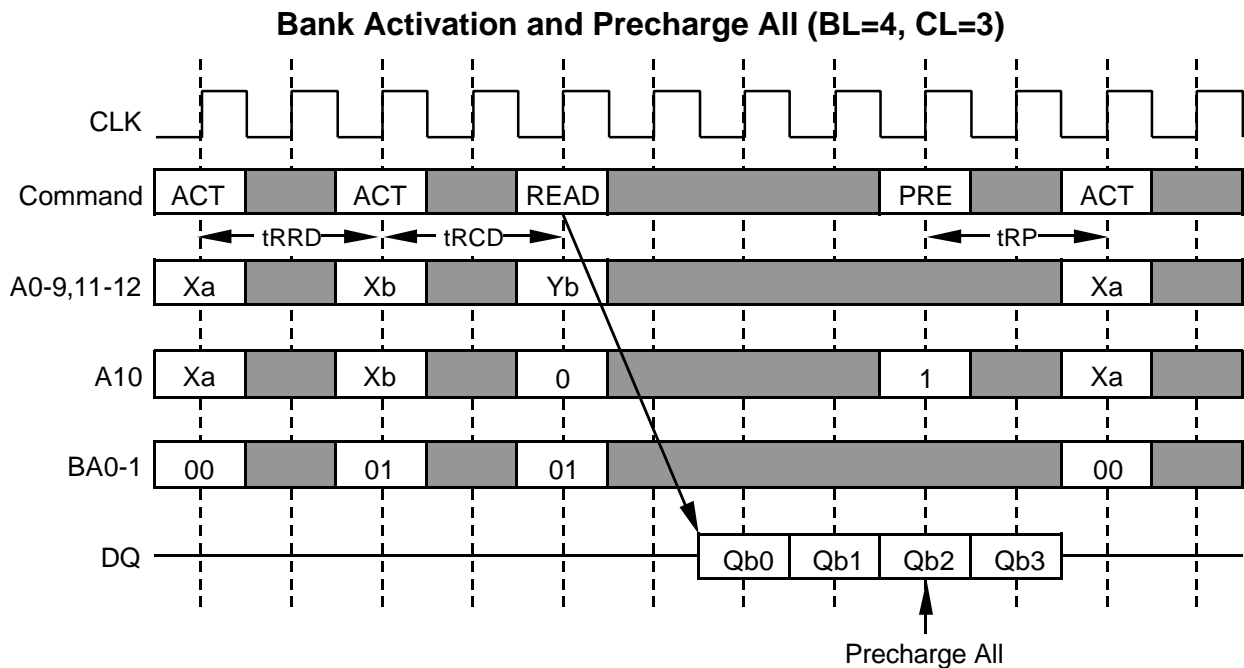 Bank Activation and Precharge All (BL=4, CL=3)
CLK
Command ACT ACT READ PRE ACT
tRRD tRCD tRP
A0-9,11-12 Xa Xb Yb Xa
A10 Xa Xb 0 1 Xa
BA0-1 00 01 01 00
DQ Qb0 Qb1 Qb2 Qb3
Precharge All